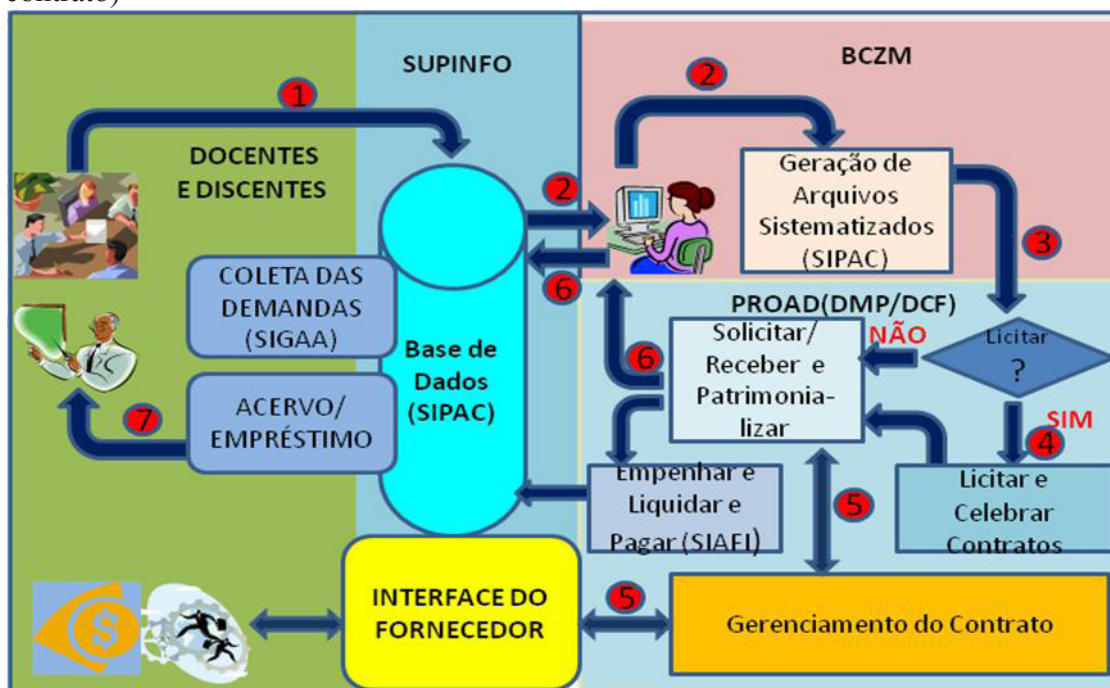 contrato)
SUPINFO
BCZM
1
2
DOCENTES
E DISCENTES
2
Geração de
Arquivos
Sistematizados
(SIPAC)
3
6
COLETA DAS
DEMANDAS
(SIGAA)
Base de
Dados
(SIPAC)
PROAD(DMP/DCF)
Solicitar/
Receber e
Patrimonia-
lizar
NÃO
Licitar
?
6
7
ACERVO/
EMPRÉSTIMO
SIM
4
Empenhar e
Liquidar e
Pagar (SIAFI)
5
Licitar e
Celebrar
Contratos
INTERFACE DO
FORNECEDOR
5
Gerenciamento do Contrato
$